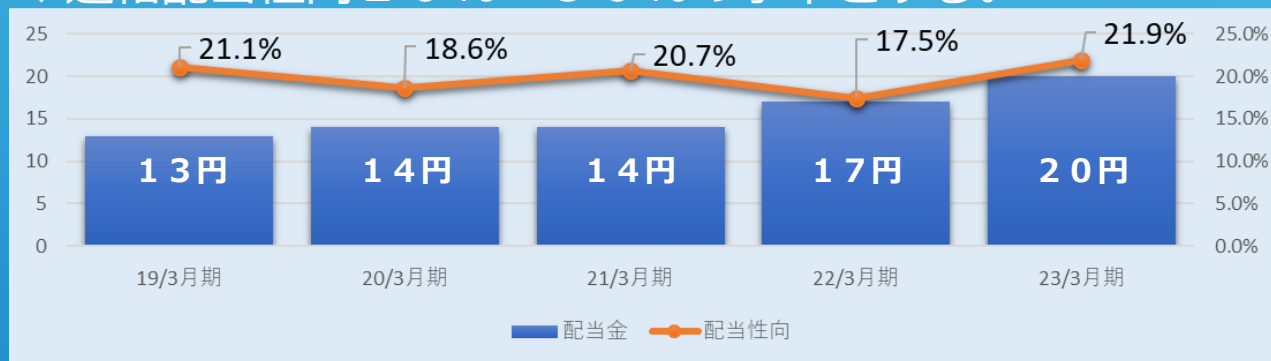 25
20
15
10
5
0
21.1%
18.6%
20.7%
17.5%
21.9%
25.0%
20.0%
15.0%
10.0%
5.0%
0.0%
１３円
１４円
１４円
１７円
２０円
19/3月期
20/3月期
21/3月期
22/3月期
23/3月期
配当金
配当性向